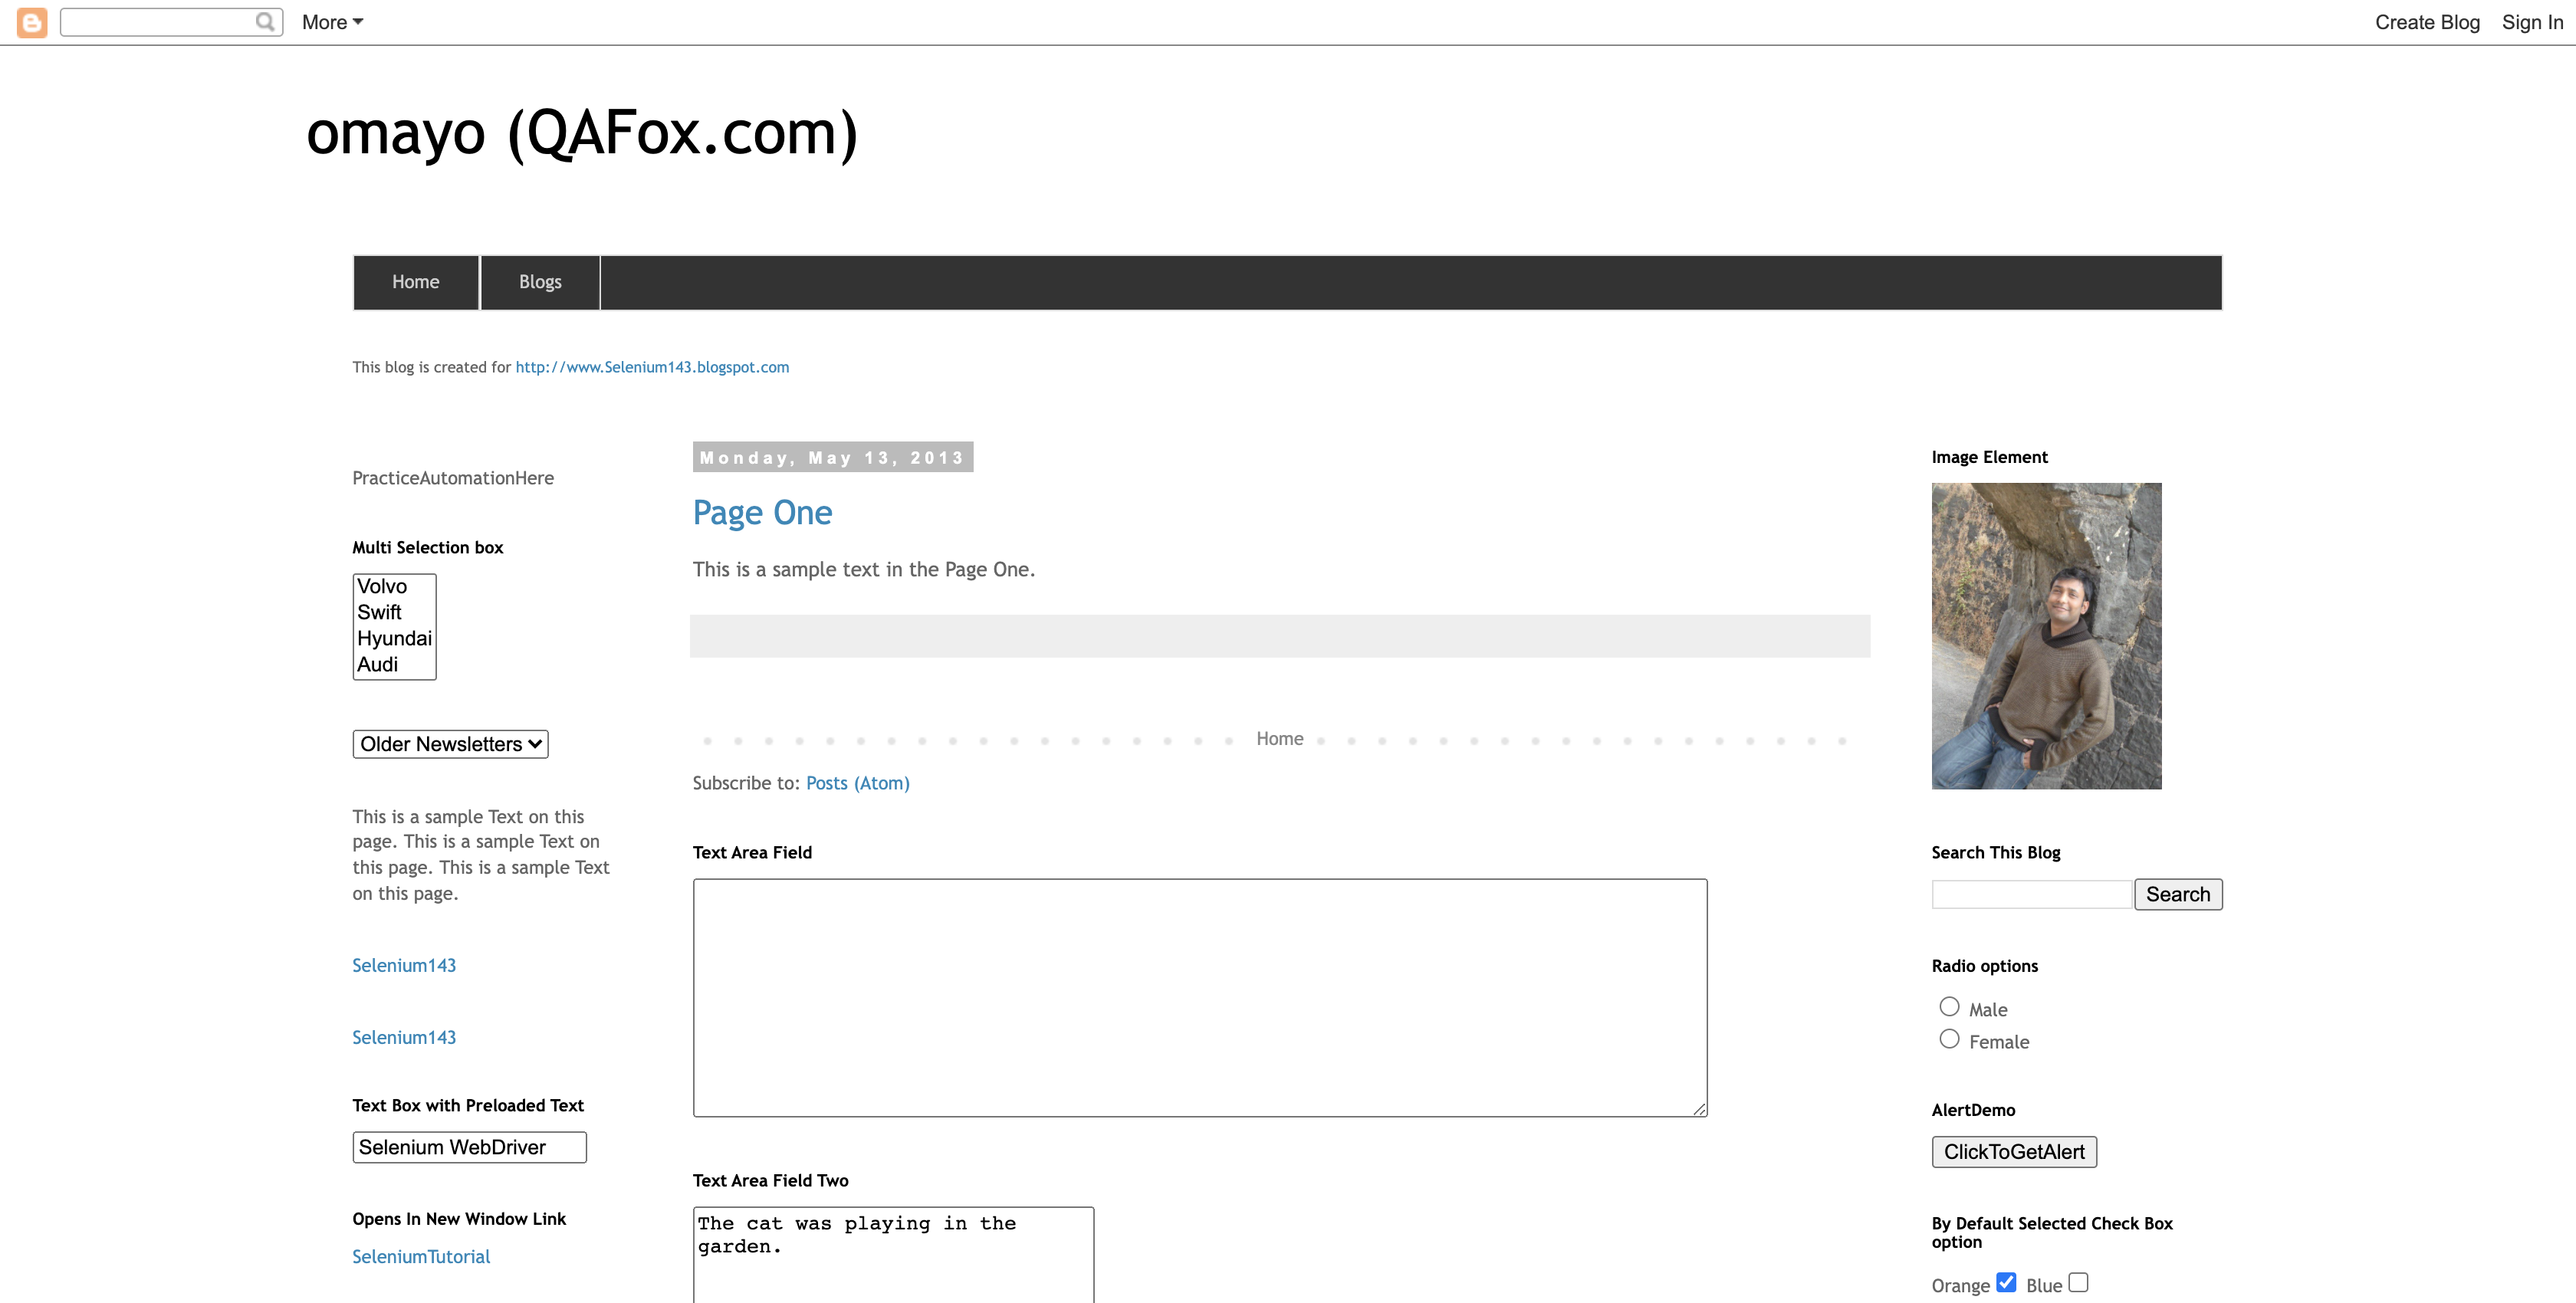 More
Create Blog
Sign In
omayo (QAFox.com)
Home
Blogs
This blog is created for http://www.Selenium143.blogspot.com
PracticeAutomationHere
Multi Selection box
Volvo
Swift
Hyundai
Audi
Older Newsletters
This is a sample Text on this
page. This is a sample Text on
this page. This is a sample Text
on this page.
Selenium143
Selenium143
Text Box with Preloaded Text
Selenium WebDriver
Opens In New Window Link
SeleniumTutorial
Monday, May 13, 2013
Page One
This is a sample text in the Page One.
Home
Subscribe to: Posts (Atom)
Text Area Field
Text Area Field Two
The cat was playing in the
garden.
Image Element
Search This Blog
Search
Radio options
Male
Female
AlertDemo
ClickToGetAlert
By Default Selected Check Box
option
Orange
Blue